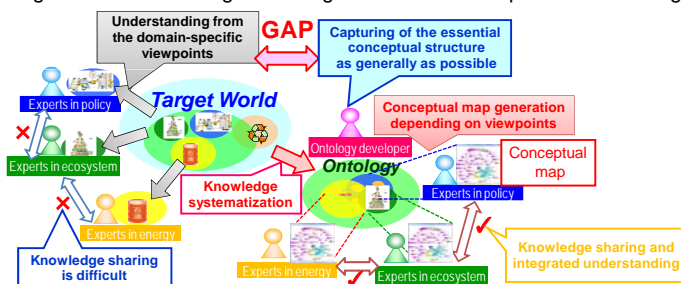 Understanding from
the domain-specific
viewpoints
GAP
Capturing of the essential
conceptual structure
as generally as possible
Target World
Experts in policy
Conceptual map generation
depending on viewpoints
Ontology developer
Experts in ecosystem
Ontology
Conceptual
map
Experts in policy
Knowledge
systematization
Experts in energy
Knowledge sharing
is difficult
Experts in energy
Experts in ecosystem
Knowledge sharing and
integrated understanding